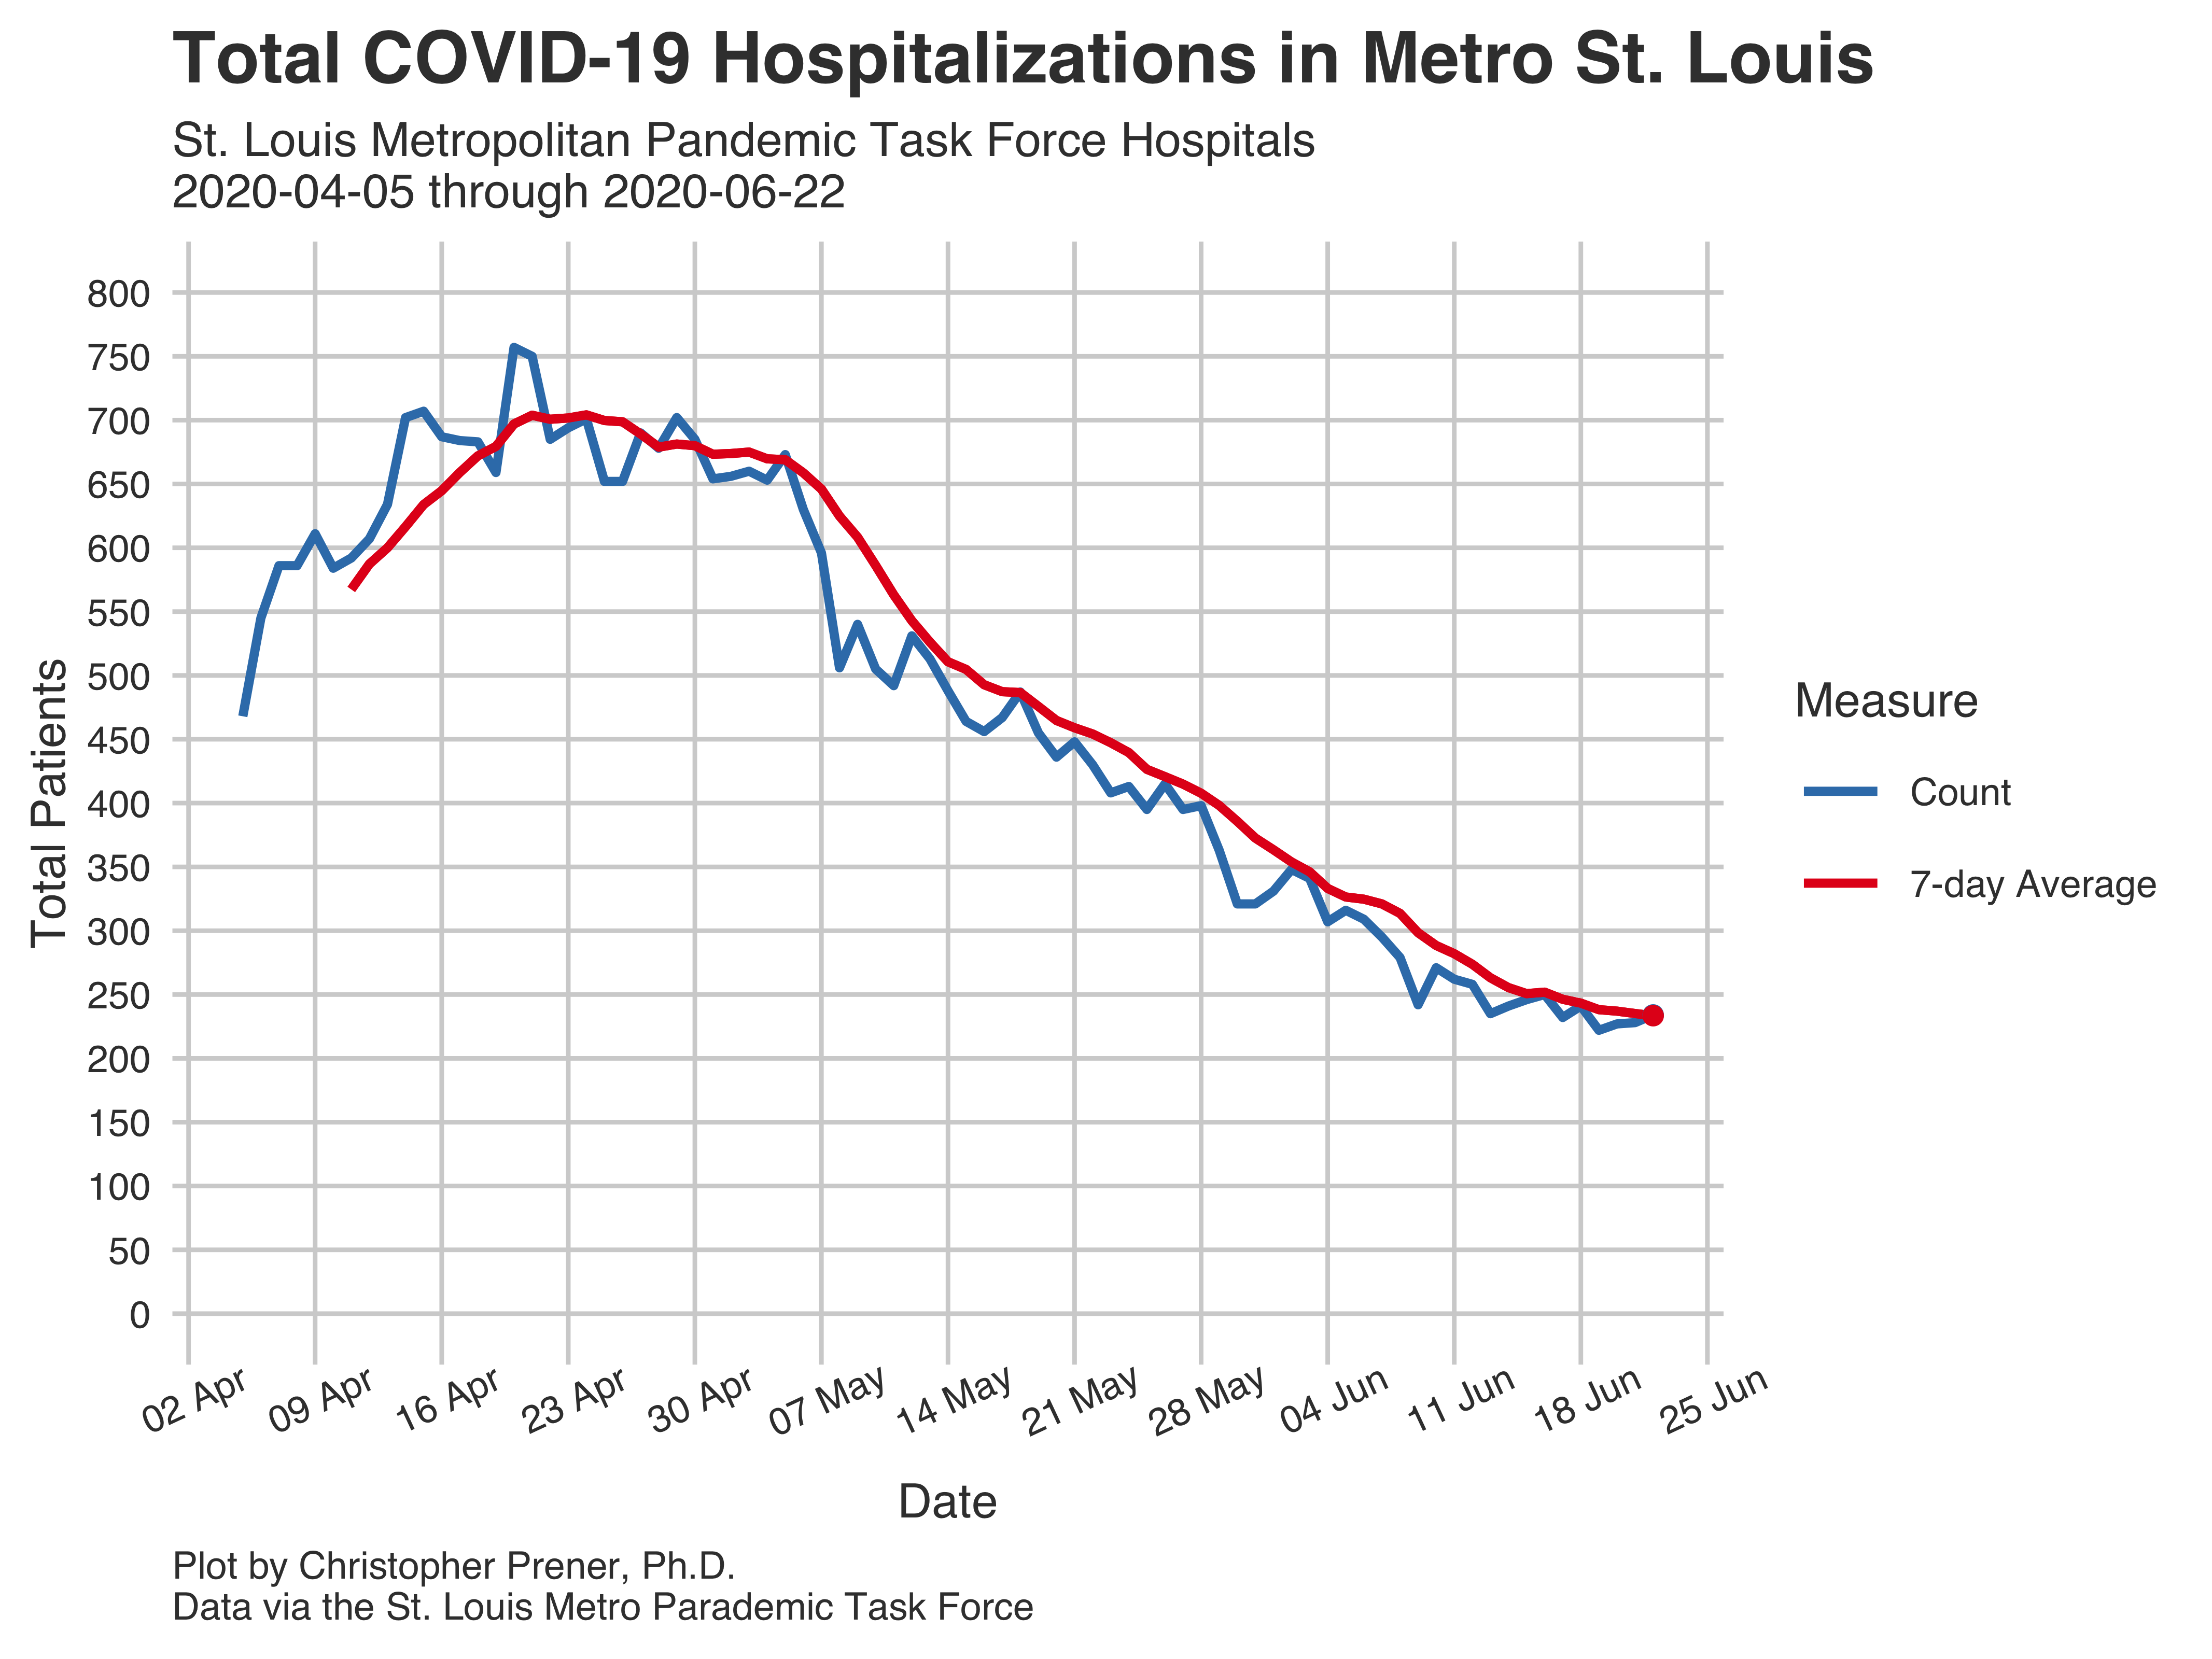 Total COVID-19 Hospitalizations in Metro St. Louis
St. Louis Metropolitan Pandemic Task Force Hospitals
2020-04-05 through 2020-06-22
800
750
700
650
600
550
500
450
400
350
300
250
200
150
100
50
0
Total Patients
02 Apr
09 Apr
16 Apr
23 Apr
30 Apr
07 May
14 May
21 May
28 May
04 Jun
11 Jun
18 Jun
25 Jun
Date
Measure
Count
7-day Average
Plot by Christopher Prener, Ph.D.
Data via the St. Louis Metro Parademic Task Force